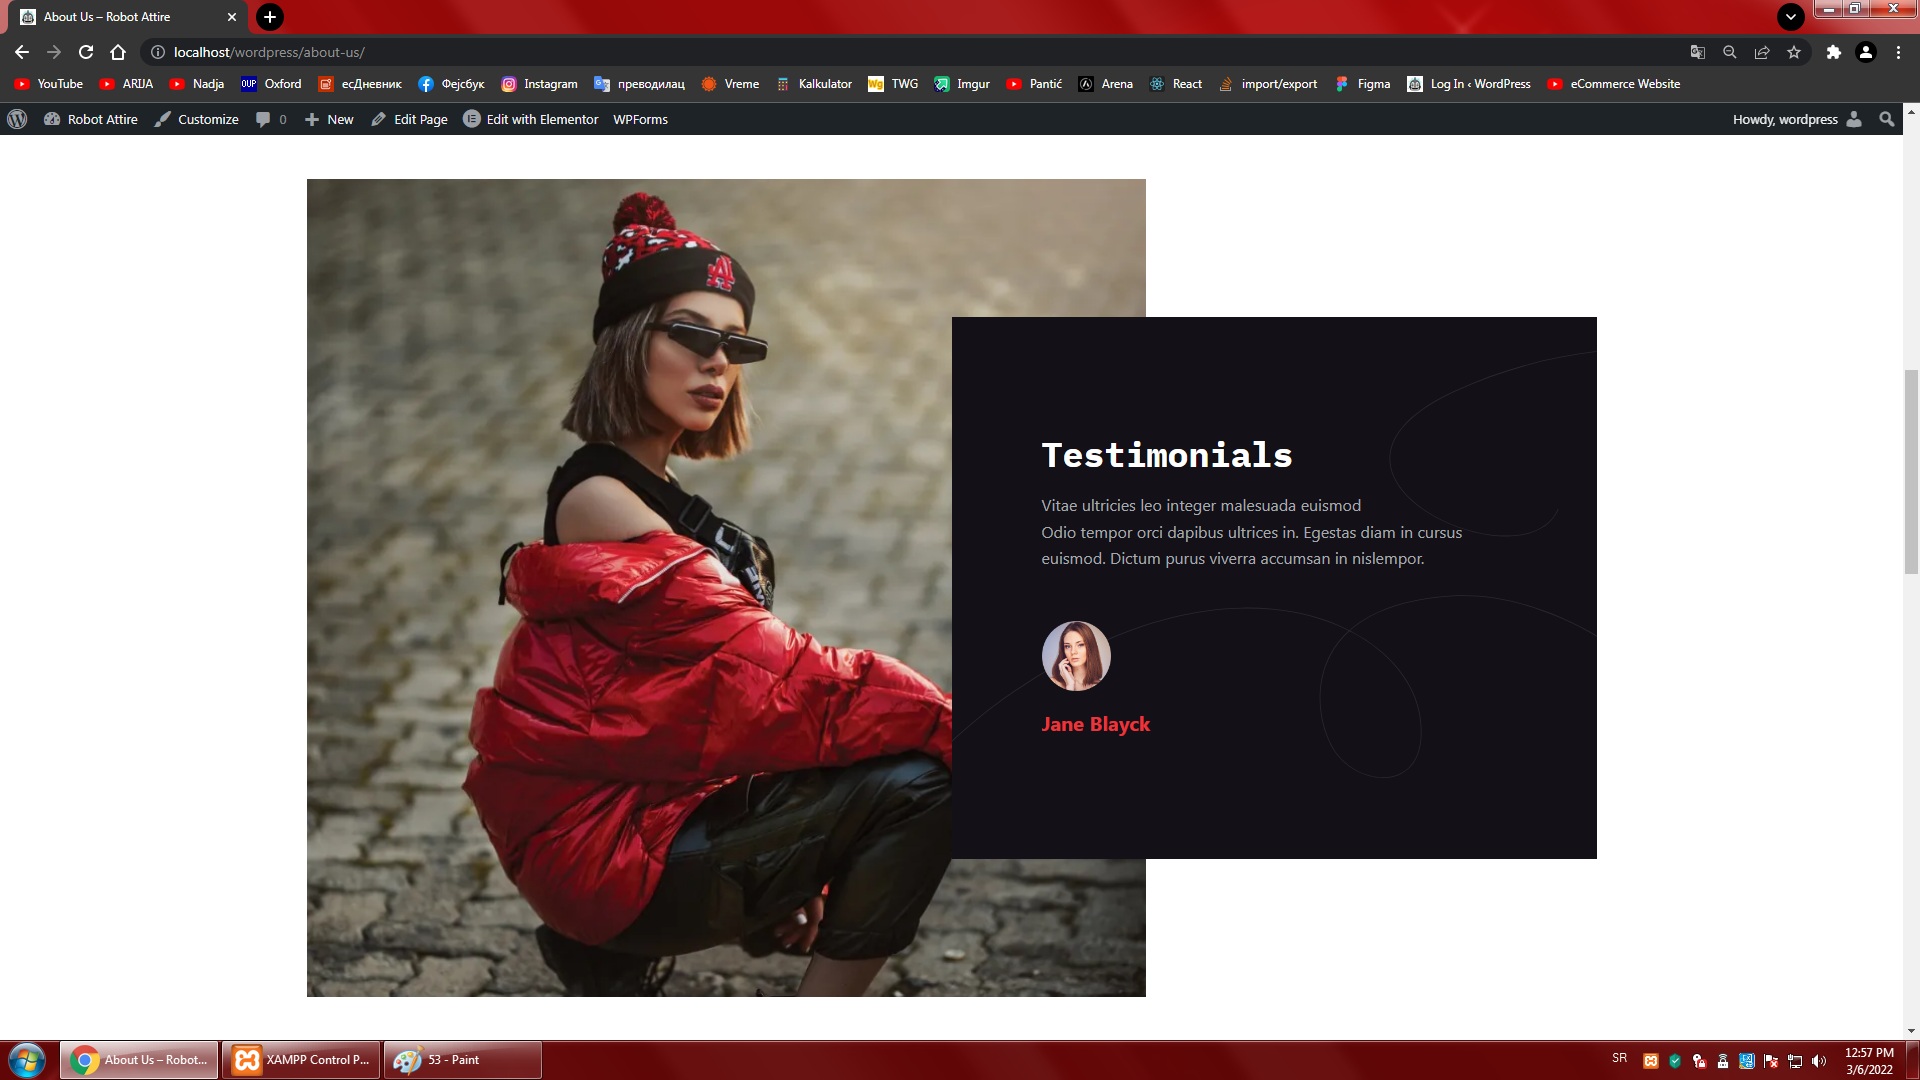 About Us – Robot Attire
localhost/wordpress/about-us/
YouTube ARIJA Nadja OUP Oxford есДневник Фејсбук Instagram преводилац Vreme Kalkulator Wg TWG Imgur Pantić Arena React import/export Figma Log In ‹ WordPress eCommerce Website
Robot Attire Customize 0 New Edit Page Edit with Elementor WPForms Howdy, wordpress
Testimonials
Vitae ultricies leo integer malesuada euismod
Odio tempor orci dapibus ultrices in. Egestas diam in cursus
euismod. Dictum purus viverra accumsan in nislempor.
Jane Blayck
About Us – Robot... XAMPP Control P... 53 - Paint SR 12:57 PM
3/6/2022